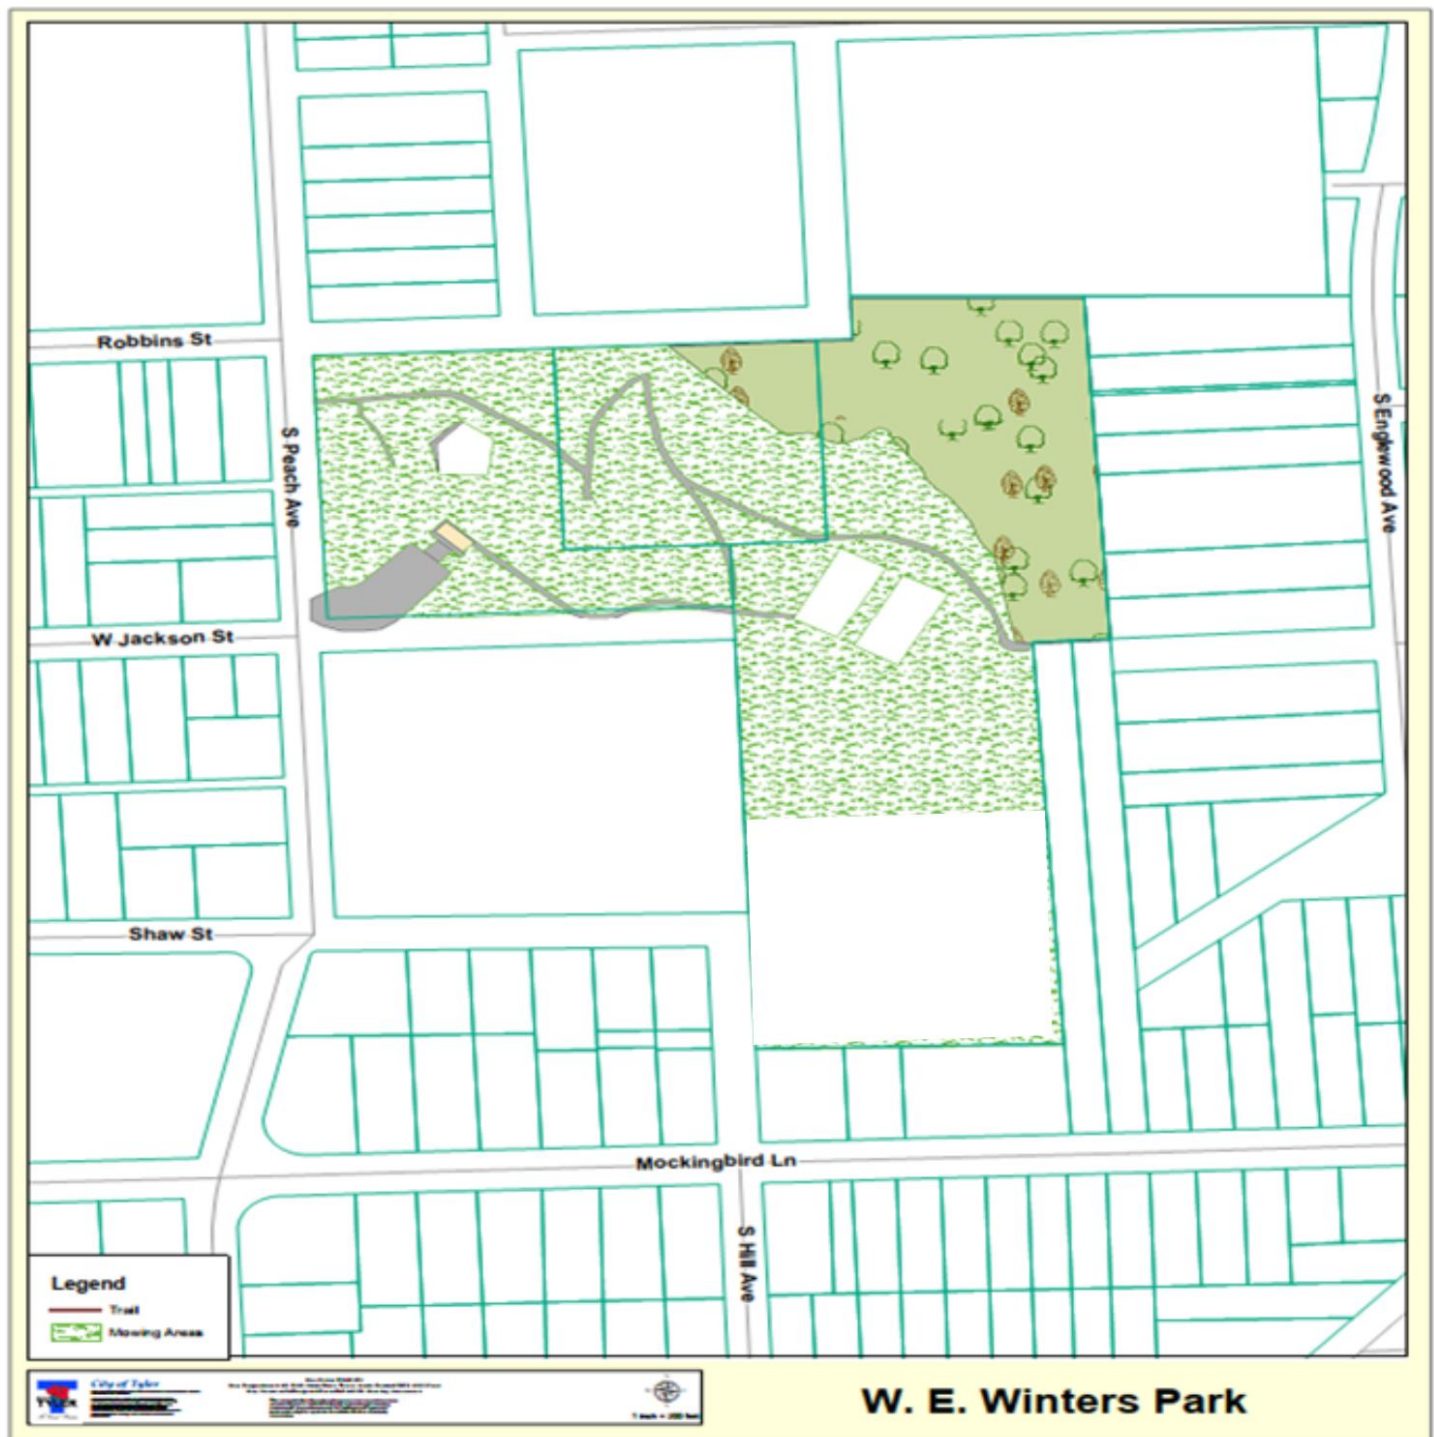 Robbins St
S Peach Ave
S Englewood Ave
W Jackson St
Shaw St
Mockingbird Ln
S Hill Ave
Legend
Trail
Mowing Areas
City of Tyler
TYLER
W. E. Winters Park